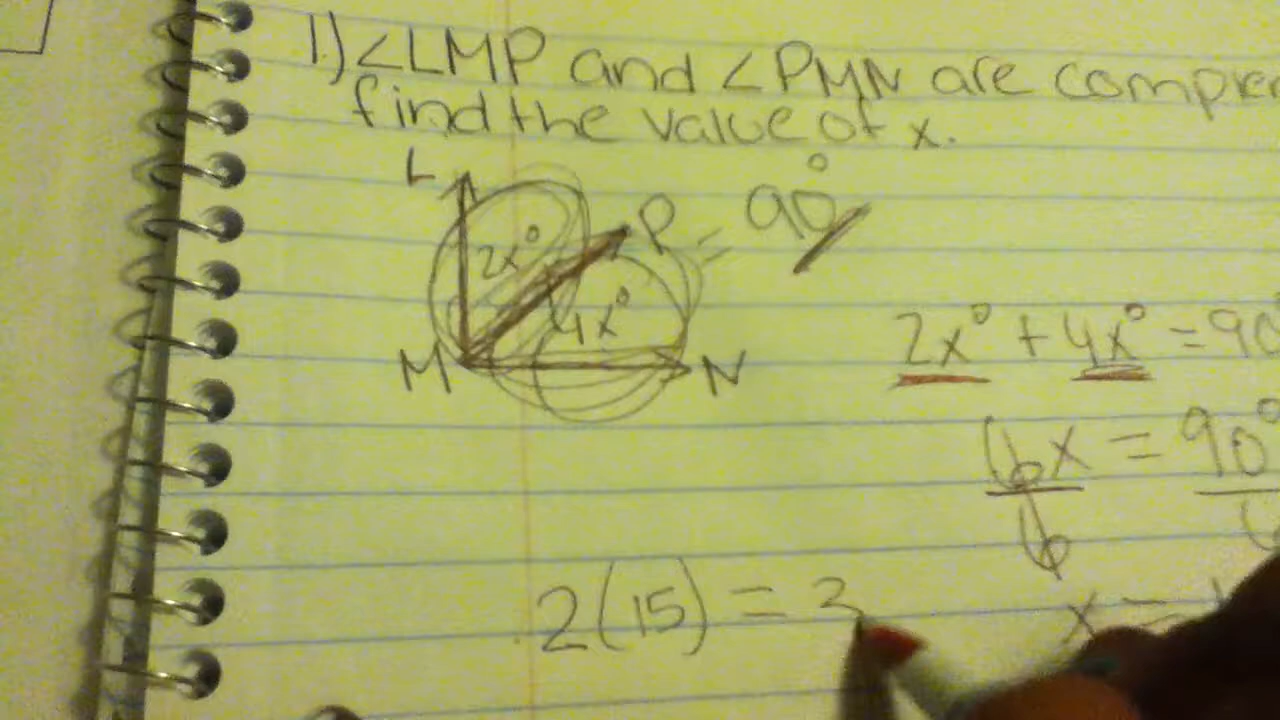 1.) ∠LMP and ∠PMN are
find the value of x.
L
2x° P = 90°
4x°
M N
2x° + 4x° = 90
6x = 90°
6
x =
2(15) = 3